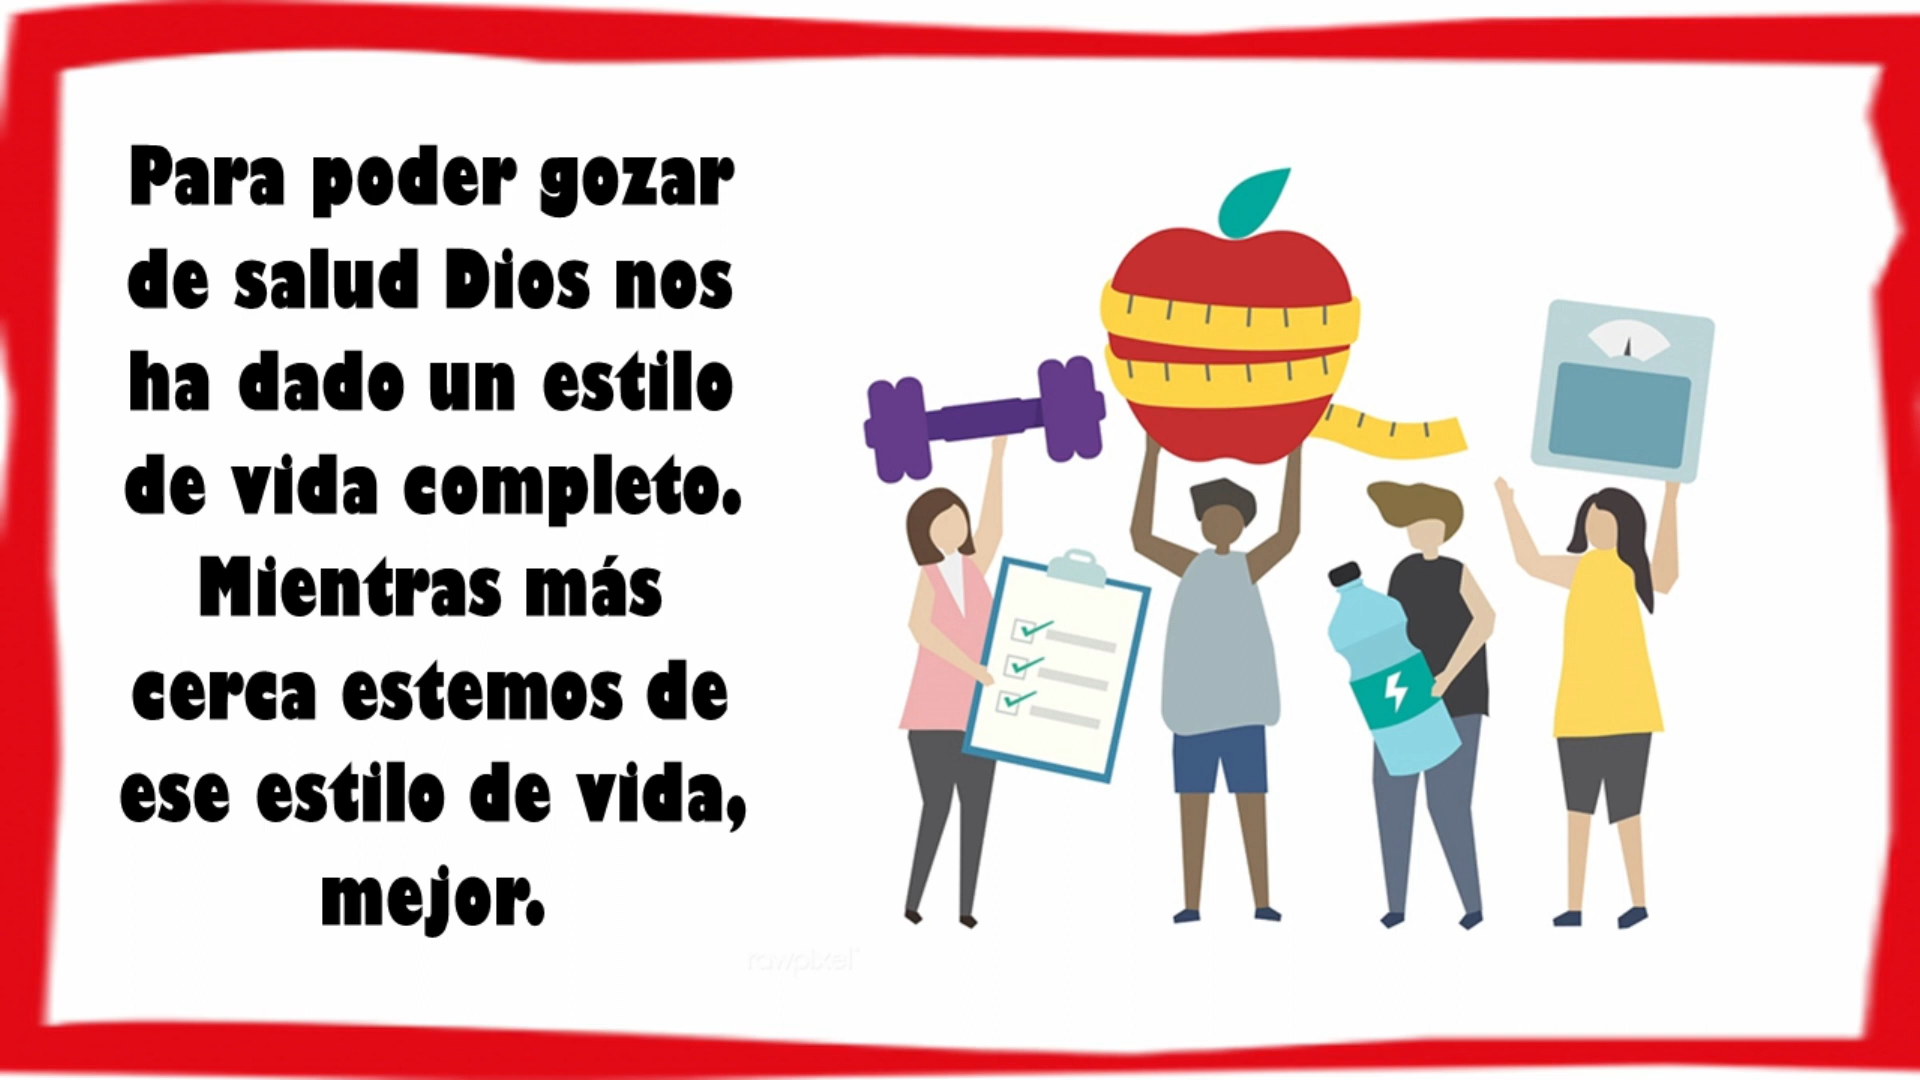 Para poder gozar
de salud Dios nos
ha dado un estilo
de vida completo.
Mientras más
cerca estemos de
ese estilo de vida,
mejor.
rawpixel